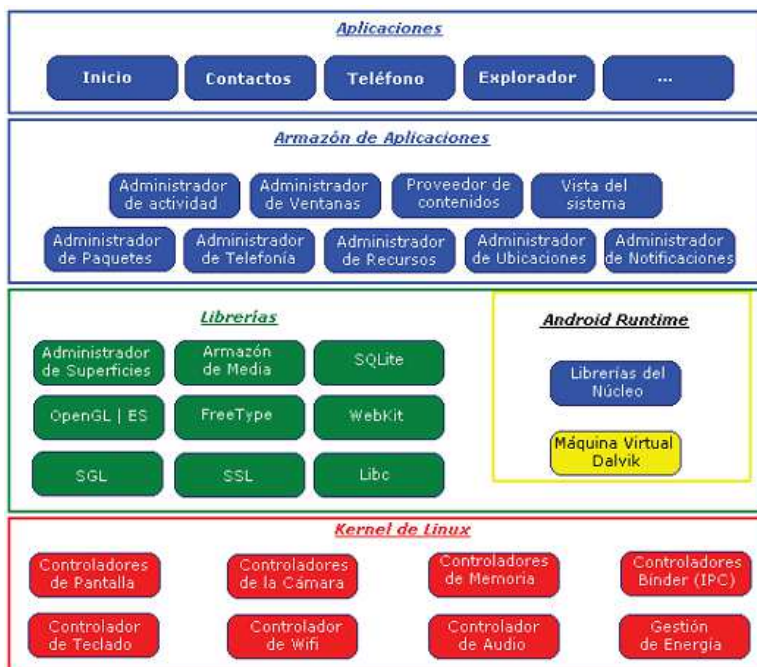 Aplicaciones
Inicio
Contactos
Teléfono
Explorador
...
Armazón de Aplicaciones
Administrador
de actividad
Administrador
de Ventanas
Proveedor de
contenidos
Vista del
sistema
Administrador
de Paquetes
Administrador
de Telefonía
Administrador
de Recursos
Administrador
de Ubicaciones
Administrador
de Notificaciones
Librerías
Administrador
de Superficies
Armazón
de Media
SQLite
OpenGL | ES
FreeType
WebKit
SGL
SSL
Libc
Android Runtime
Librerías del
Núcleo
Máquina Virtual
Dalvik
Kernel de Linux
Controladores
de Pantalla
Controladores
de la Cámara
Controladores
de Memoria
Controladores
Bínder (IPC)
Controlador
de Teclado
Controlador
de Wifi
Controlador
de Audio
Gestión
de Energía